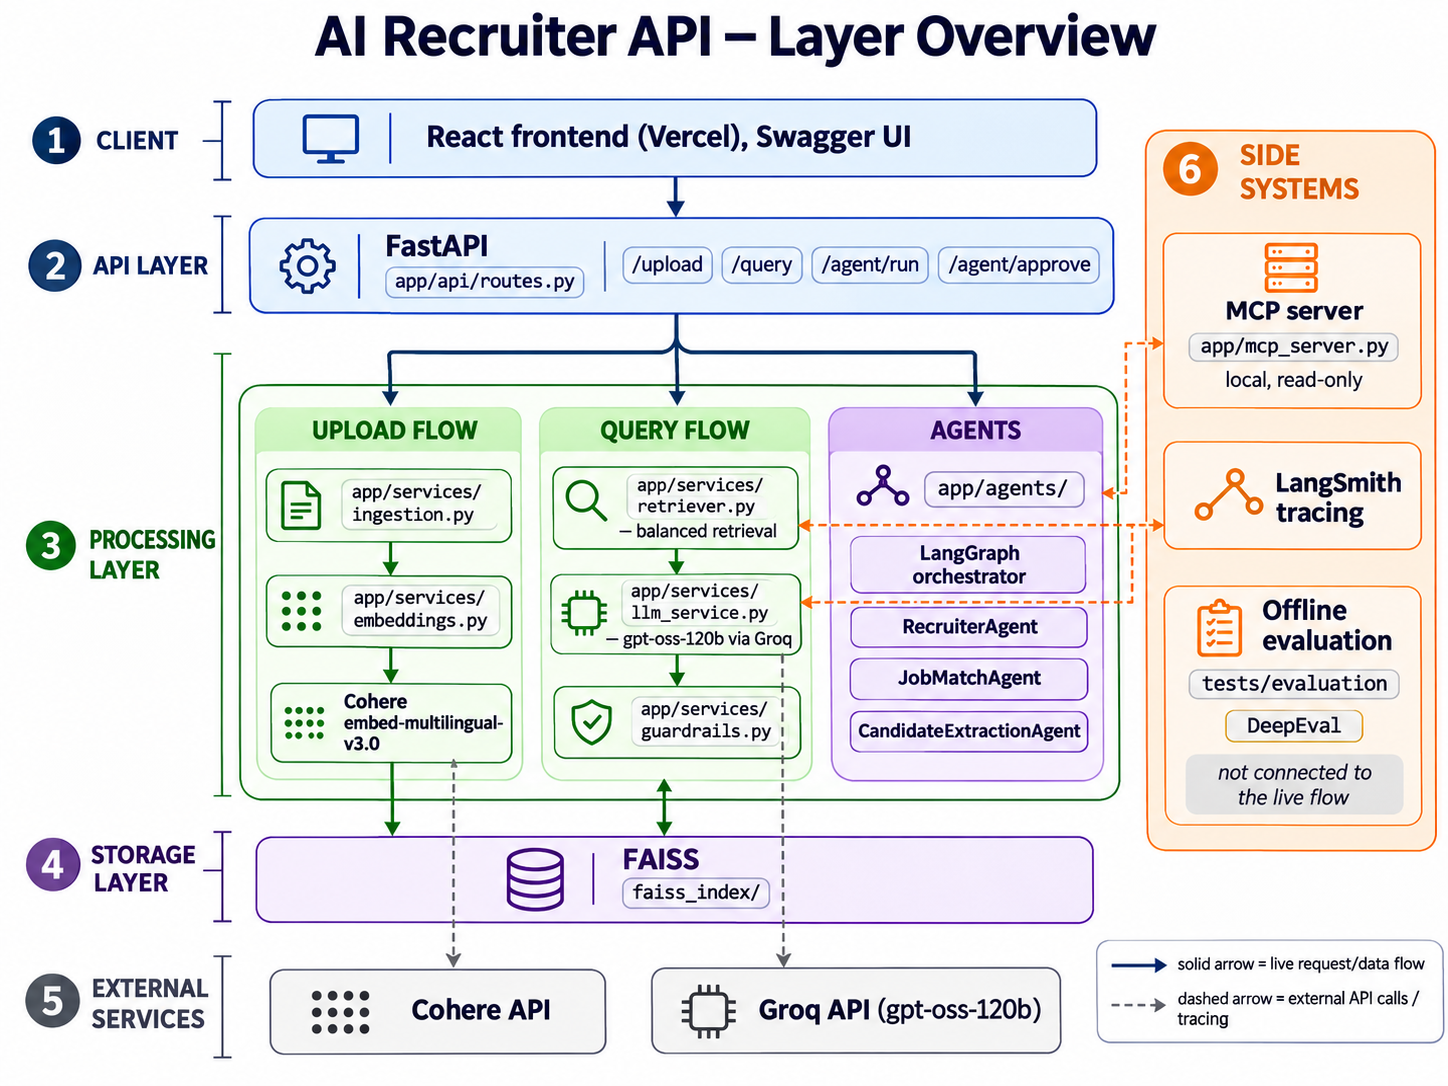 AI Recruiter API – Layer Overview
1 CLIENT
React frontend (Vercel), Swagger UI
2 API LAYER
FastAPI
app/api/routes.py
/upload
/query
/agent/run
/agent/approve
3 PROCESSING
LAYER
UPLOAD FLOW
app/services/
ingestion.py
app/services/
embeddings.py
Cohere
embed-multilingual-
v3.0
QUERY FLOW
app/services/
retriever.py
– balanced retrieval
app/services/
llm_service.py
– gpt-oss-120b via Groq
app/services/
guardrails.py
AGENTS
app/agents/
LangGraph
orchestrator
RecruiterAgent
JobMatchAgent
CandidateExtractionAgent
4 STORAGE
LAYER
FAISS
faiss_index/
5 EXTERNAL
SERVICES
Cohere API
Groq API (gpt-oss-120b)
6 SIDE
SYSTEMS
MCP server
app/mcp_server.py
local, read-only
LangSmith
tracing
Offline
evaluation
tests/evaluation
DeepEval
not connected to
the live flow
solid arrow = live request/data flow
dashed arrow = external API calls /
tracing